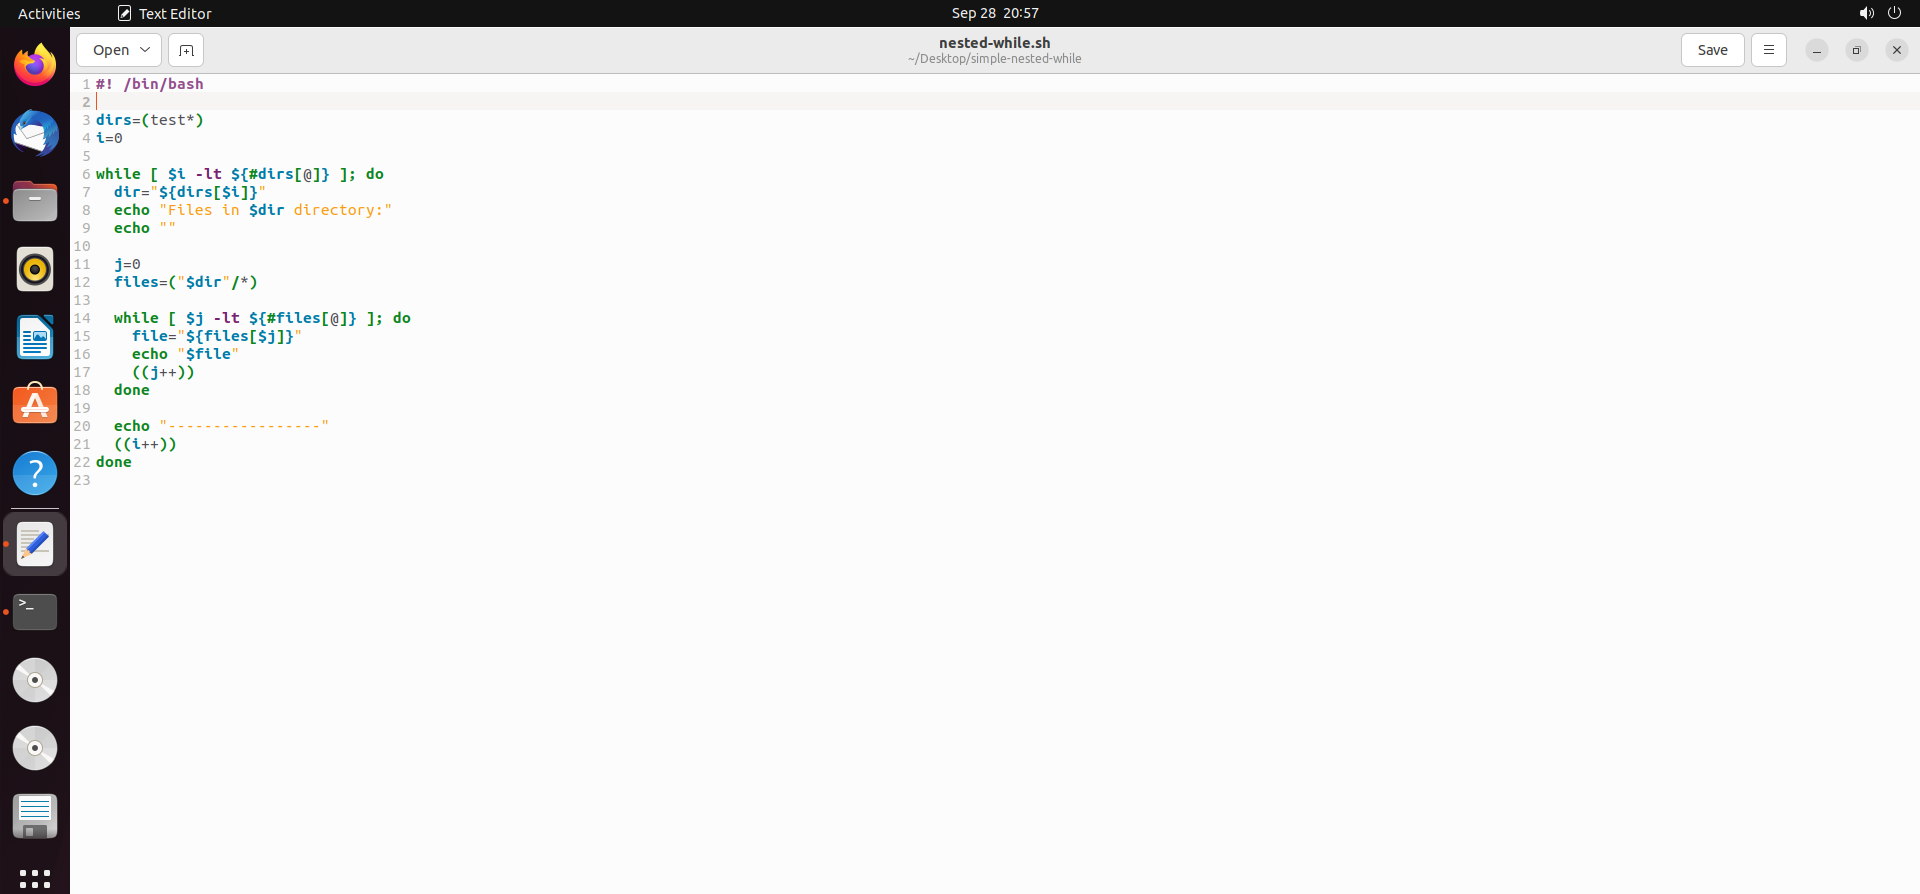 Activities Text Editor Sep 28 20:57
Open nested-while.sh Save
~/Desktop/simple-nested-while
1 #! /bin/bash
2
3 dirs=(test*)
4 i=0
5
6 while [ $i -lt ${#dirs[@]} ]; do
7   dir="${dirs[$i]}"
8   echo "Files in $dir directory:"
9   echo ""
10
11   j=0
12   files=("$dir"/*)
13
14   while [ $j -lt ${#files[@]} ]; do
15     file="${files[$j]}"
16     echo "$file"
17     ((j++))
18   done
19
20   echo "-----------------"
21   ((i++))
22 done
23